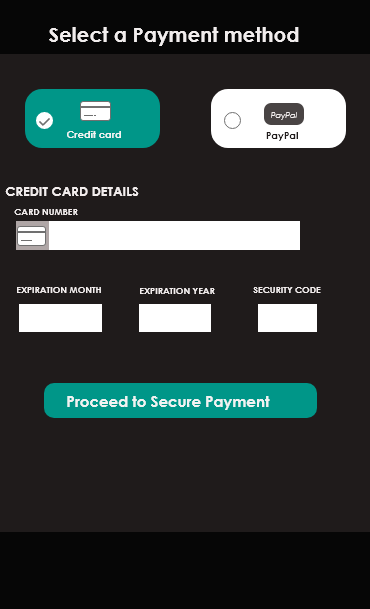 Select a Payment method
Credit card
PayPal
PayPal
CREDIT CARD DETAILS
CARD NUMBER
EXPIRATION MONTH
EXPIRATION YEAR
SECURITY CODE
Proceed to Secure Payment